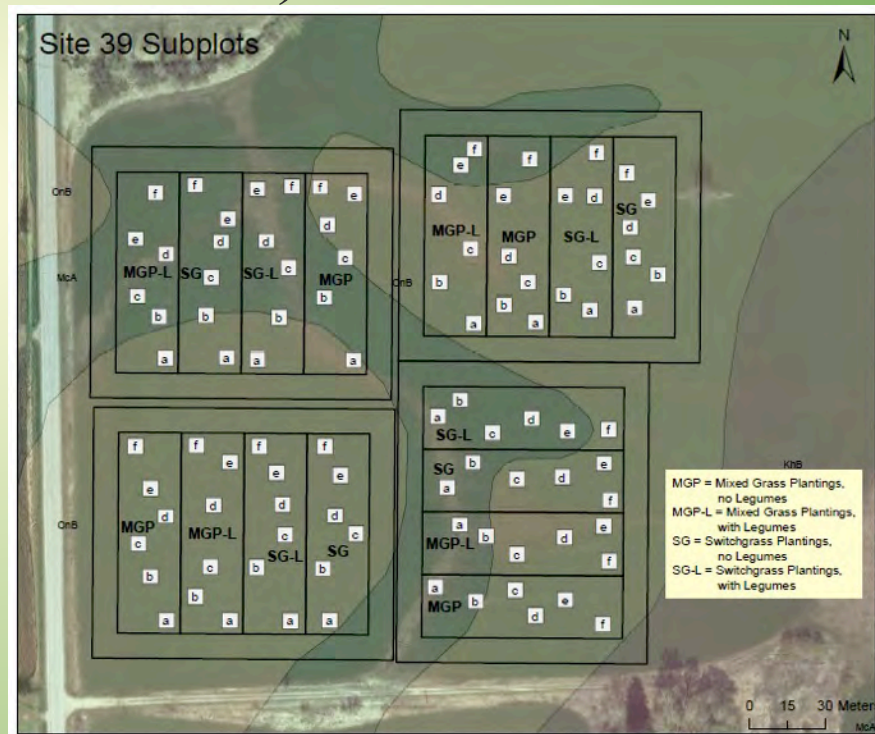 Site 39 Subplots
N
OnB
McA
OnB
OnB
KhB
McA
f
e
d
MGP-L
c
b
a
f
e
d
SG
c
b
a
e
f
d
SG-L
c
b
a
f
e
d
c
MGP
b
a
f
e
d
MGP-L
c
b
a
f
e
MGP
d
c
b
a
f
e
d
SG-L
c
b
a
f
e
SG
d
c
b
a
f
e
d
MGP
c
b
a
f
e
d
MGP-L
c
b
a
f
e
d
c
SG-L
b
a
f
e
d
c
SG
b
a
b
a
d
SG-L
c
e
f
SG
b
e
c
d
a
f
a
e
MGP-L
b
d
c
f
a
c
MGP
b
e
d
f
MGP = Mixed Grass Plantings,
no Legumes
MGP-L = Mixed Grass Plantings,
with Legumes
SG = Switchgrass Plantings,
no Legumes
SG-L = Switchgrass Plantings,
with Legumes
0 15 30 Meters